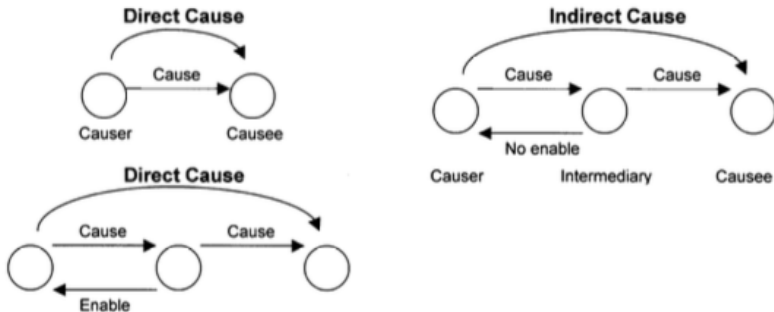 Direct Cause
Cause
Causer Causee
Direct Cause
Cause Cause
Enable
Indirect Cause
Cause Cause
No enable
Causer Intermediary Causee